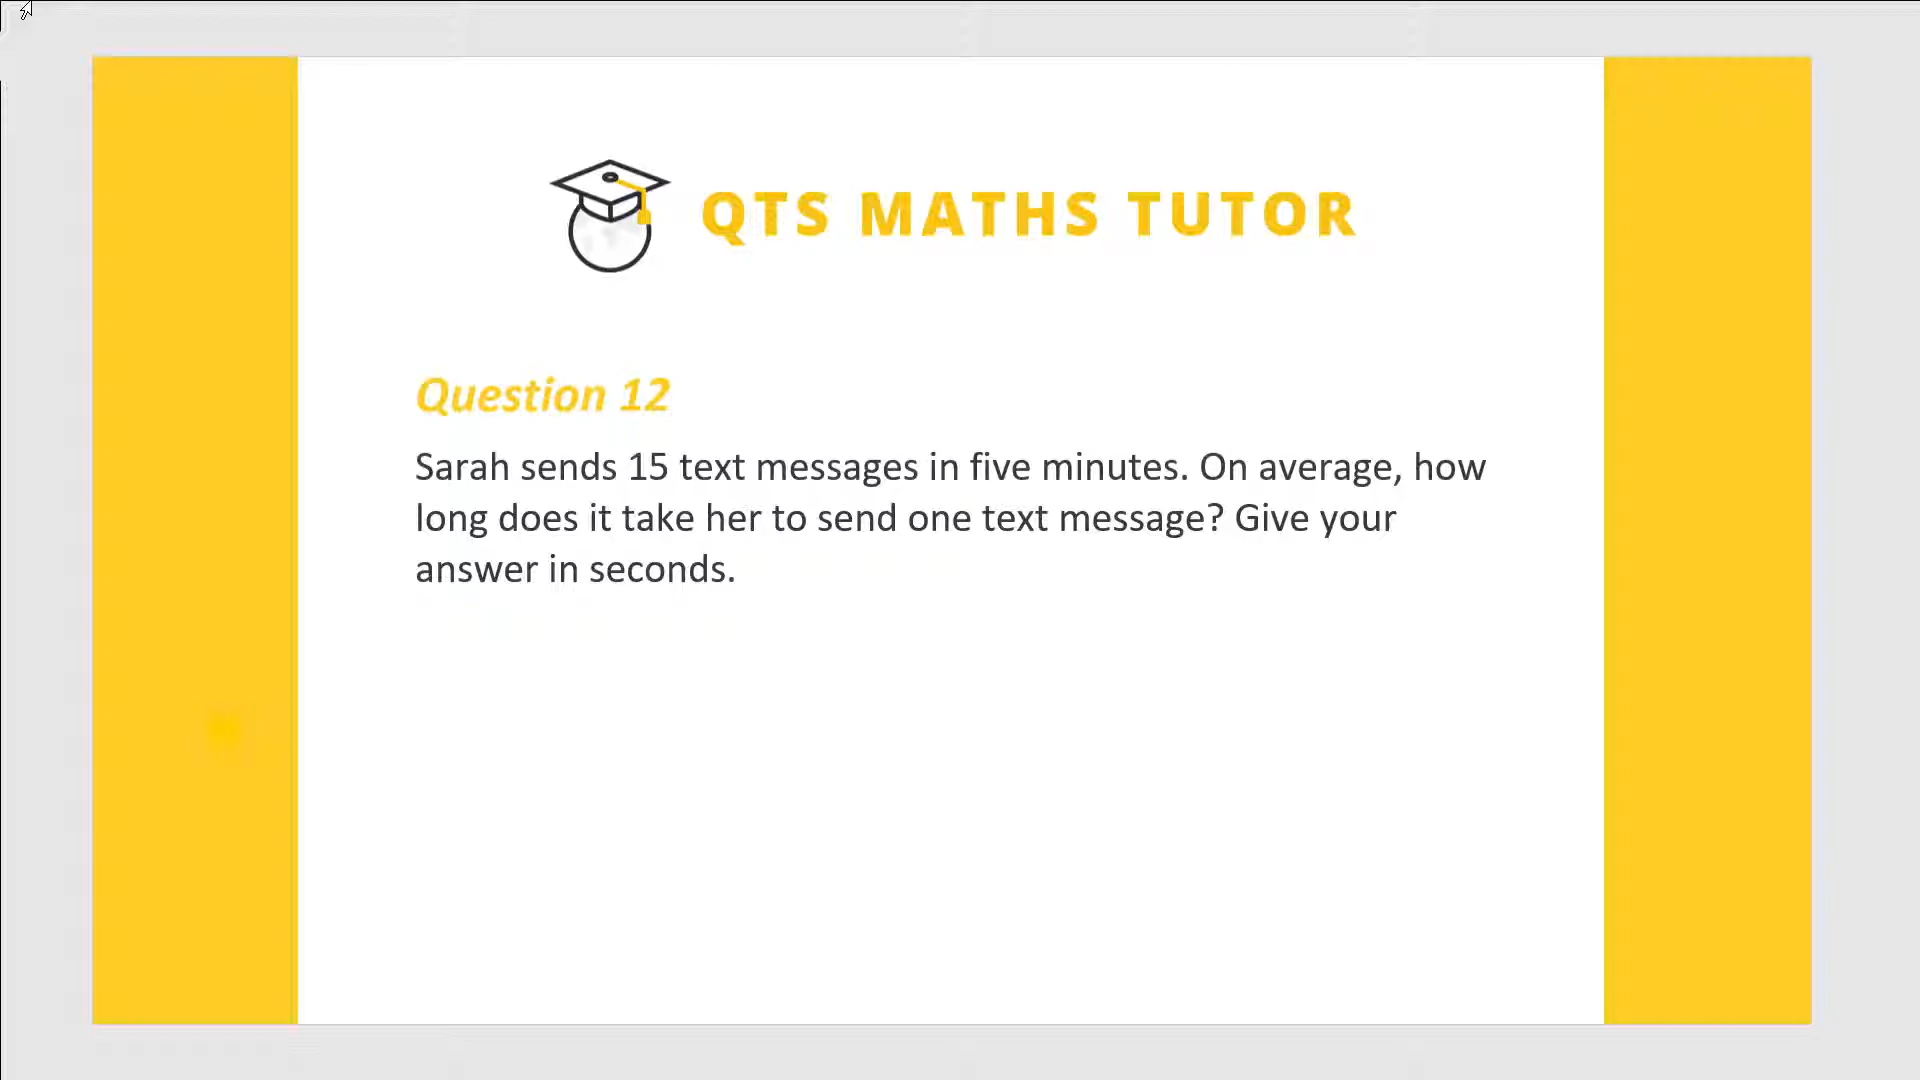 QTS MATHS TUTOR
Question 12
Sarah sends 15 text messages in five minutes. On average, how
long does it take her to send one text message? Give your
answer in seconds.